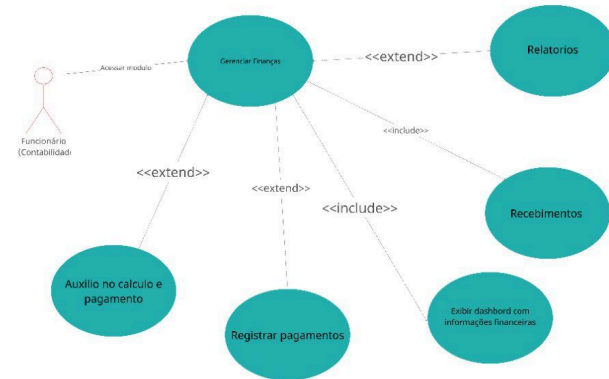 Relatorios
<<extend>>
Gerenciar Finanças
Acessar modulo
<<include>>
Funcionário
(Contabilidade
<<extend>>
<<extend>>
<<include>>
Recebimentos
Auxilio no calculo e
pagamento
Exibir dashbord com
informações financeiras
Registrar pagamentos